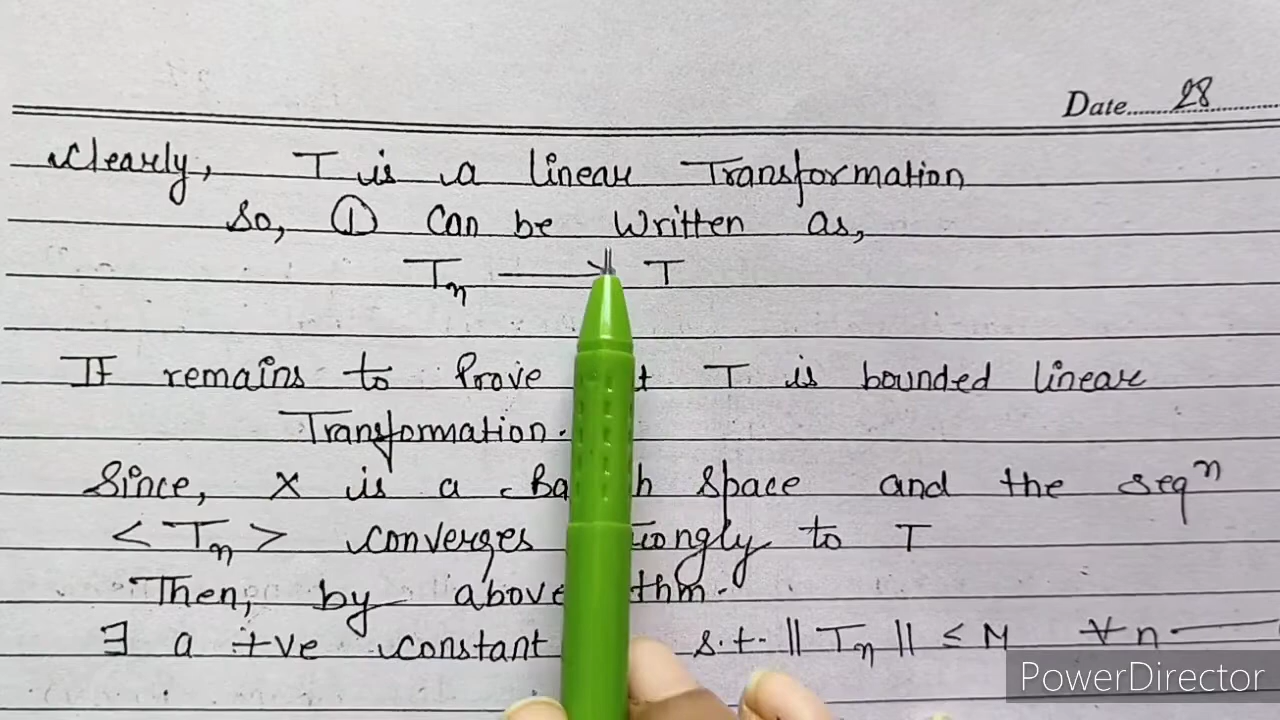 Date 28
Clearly, T is a linear Transformation
So, ① Can be Written as,
Tₙ ⟶ T
It remains to Prove T is bounded linear
Transformation.
Since, X is a Space and the seqⁿ
< Tₙ > converges to T
Then, by above thm.
∃ a +ve constant s.t. || Tₙ || ≤ M ∀ n —
PowerDirector